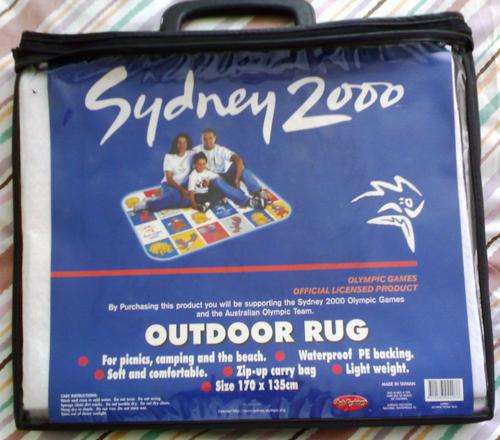 Sydney 2000
OLYMPIC GAMES
OFFICIAL LICENSED PRODUCT
By Purchasing this product you will be supporting the Sydney 2000 Olympic Games
and the Australian Olympic Team.
OUTDOOR RUG
For picnics, camping and the beach. Waterproof PE backing.
Soft and comfortable. Zip-up carry bag Light weight.
Size 170 x 135cm
MADE IN TAIWAN
CARE INSTRUCTIONS